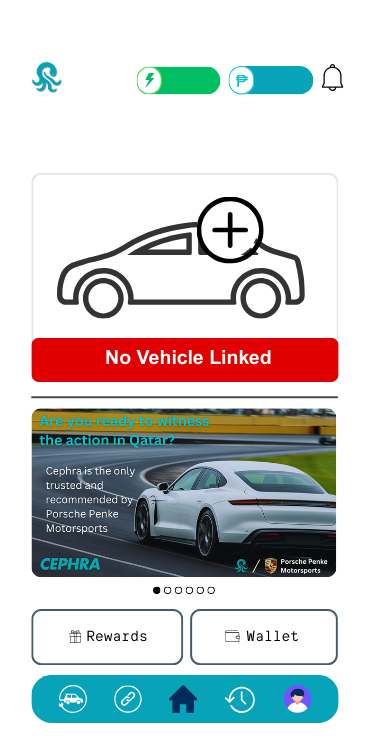 ₱
No Vehicle Linked
Are you ready to witness
the action in Qatar?
Cephra is the only
trusted and
recommended by
Porsche Penke
Motorsports
CEPHRA
/ Porsche Penke
Motorsports
Rewards
Wallet